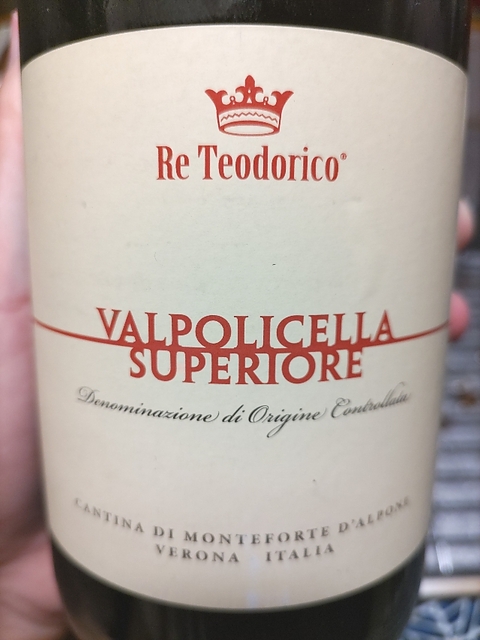 Re Teodorico®
VALPOLICELLA
SUPERIORE
Denominazione di Origine Controllata
CANTINA DI MONTEFORTE D'ALPONE
VERONA ITALIA